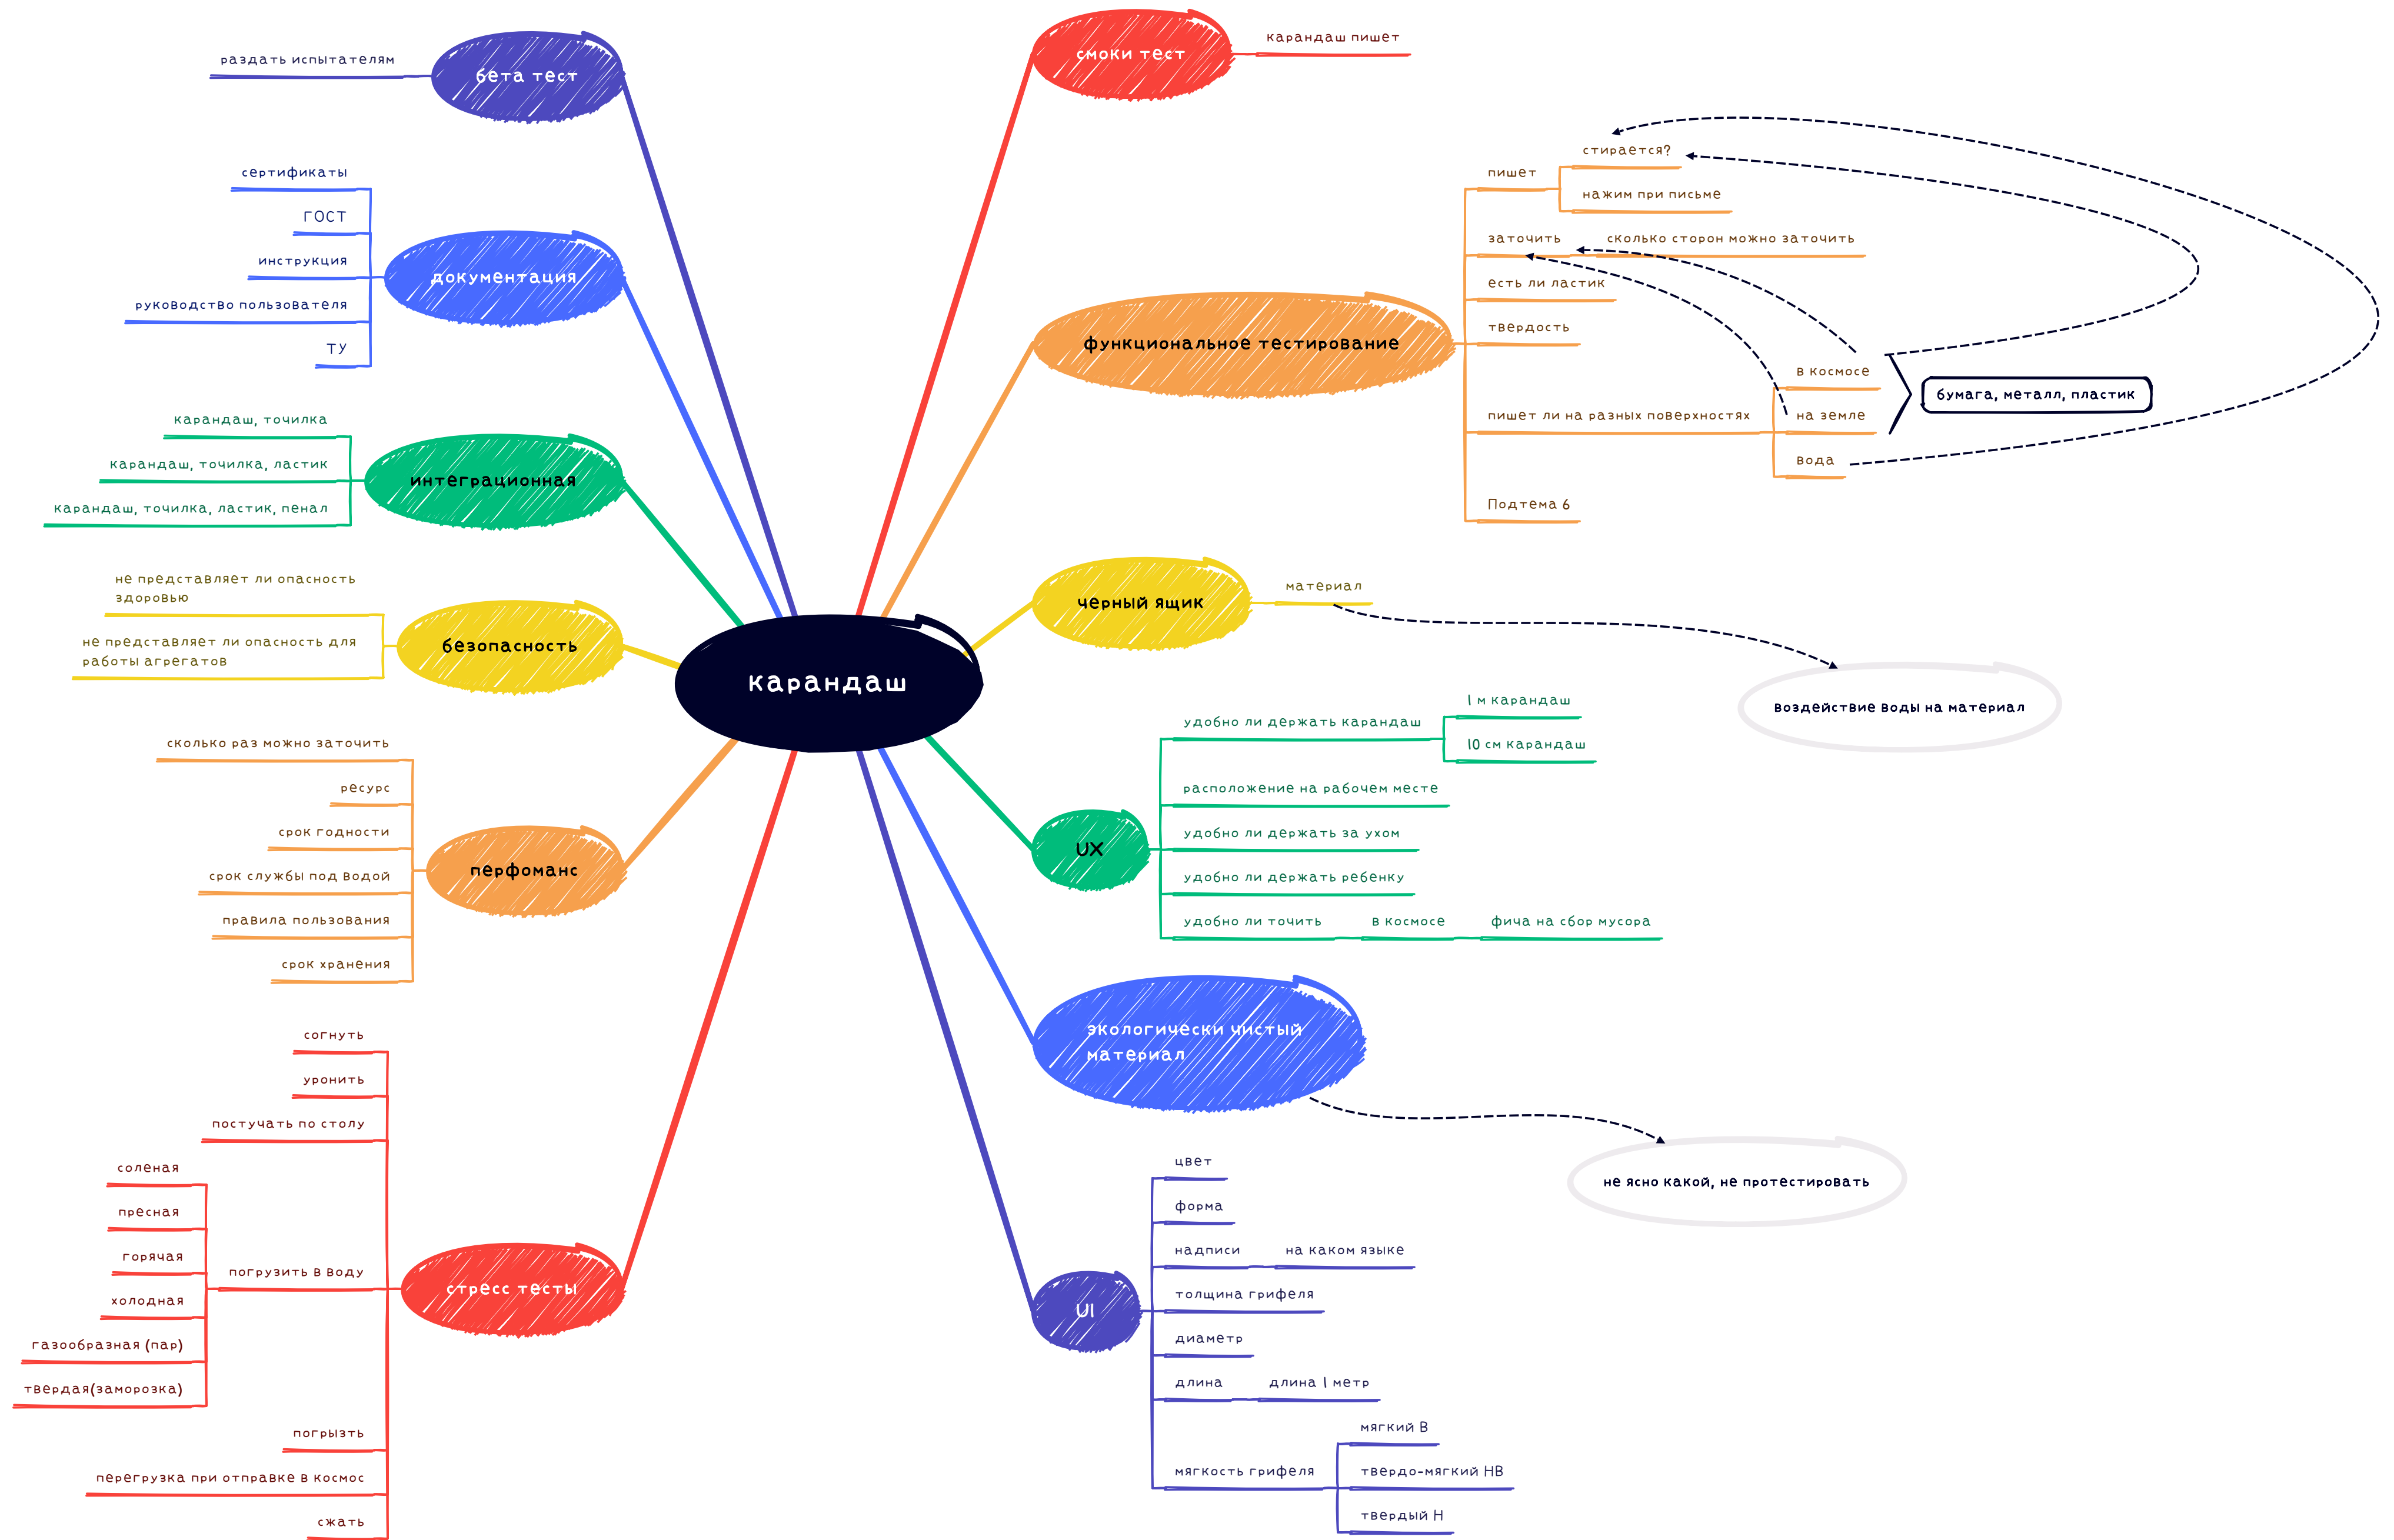 карандаш
смоки тест
карандаш пишет
функциональное тестирование
пишет
стирается?
нажим при письме
заточить
сколько сторон можно заточить
есть ли ластик
твердость
пишет ли на разных поверхностях
в космосе
на земле
вода
бумага, металл, пластик
Подтема 6
черный ящик
материал
воздействие воды на материал
UX
удобно ли держать карандаш
1 м карандаш
10 см карандаш
расположение на рабочем месте
удобно ли держать за ухом
удобно ли держать ребенку
удобно ли точить
в космосе
фича на сбор мусора
экологически чистый
материал
не ясно какой, не протестировать
UI
цвет
форма
надписи
на каком языке
толщина грифеля
диаметр
длина
длина 1 метр
мягкость грифеля
мягкий В
твердо-мягкий НВ
твердый Н
бета тест
раздать испытателям
документация
сертификаты
ГОСТ
инструкция
руководство пользователя
ТУ
интеграционная
карандаш, точилка
карандаш, точилка, ластик
карандаш, точилка, ластик, пенал
безопасность
не представляет ли опасность
здоровью
не представляет ли опасность для
работы агрегатов
перфоманс
сколько раз можно заточить
ресурс
срок годности
срок службы под водой
правила пользования
срок хранения
стресс тесты
согнуть
уронить
постучать по столу
погрузить в воду
соленая
пресная
горячая
холодная
газообразная (пар)
твердая(заморозка)
погрызть
перегрузка при отправке в космос
сжать